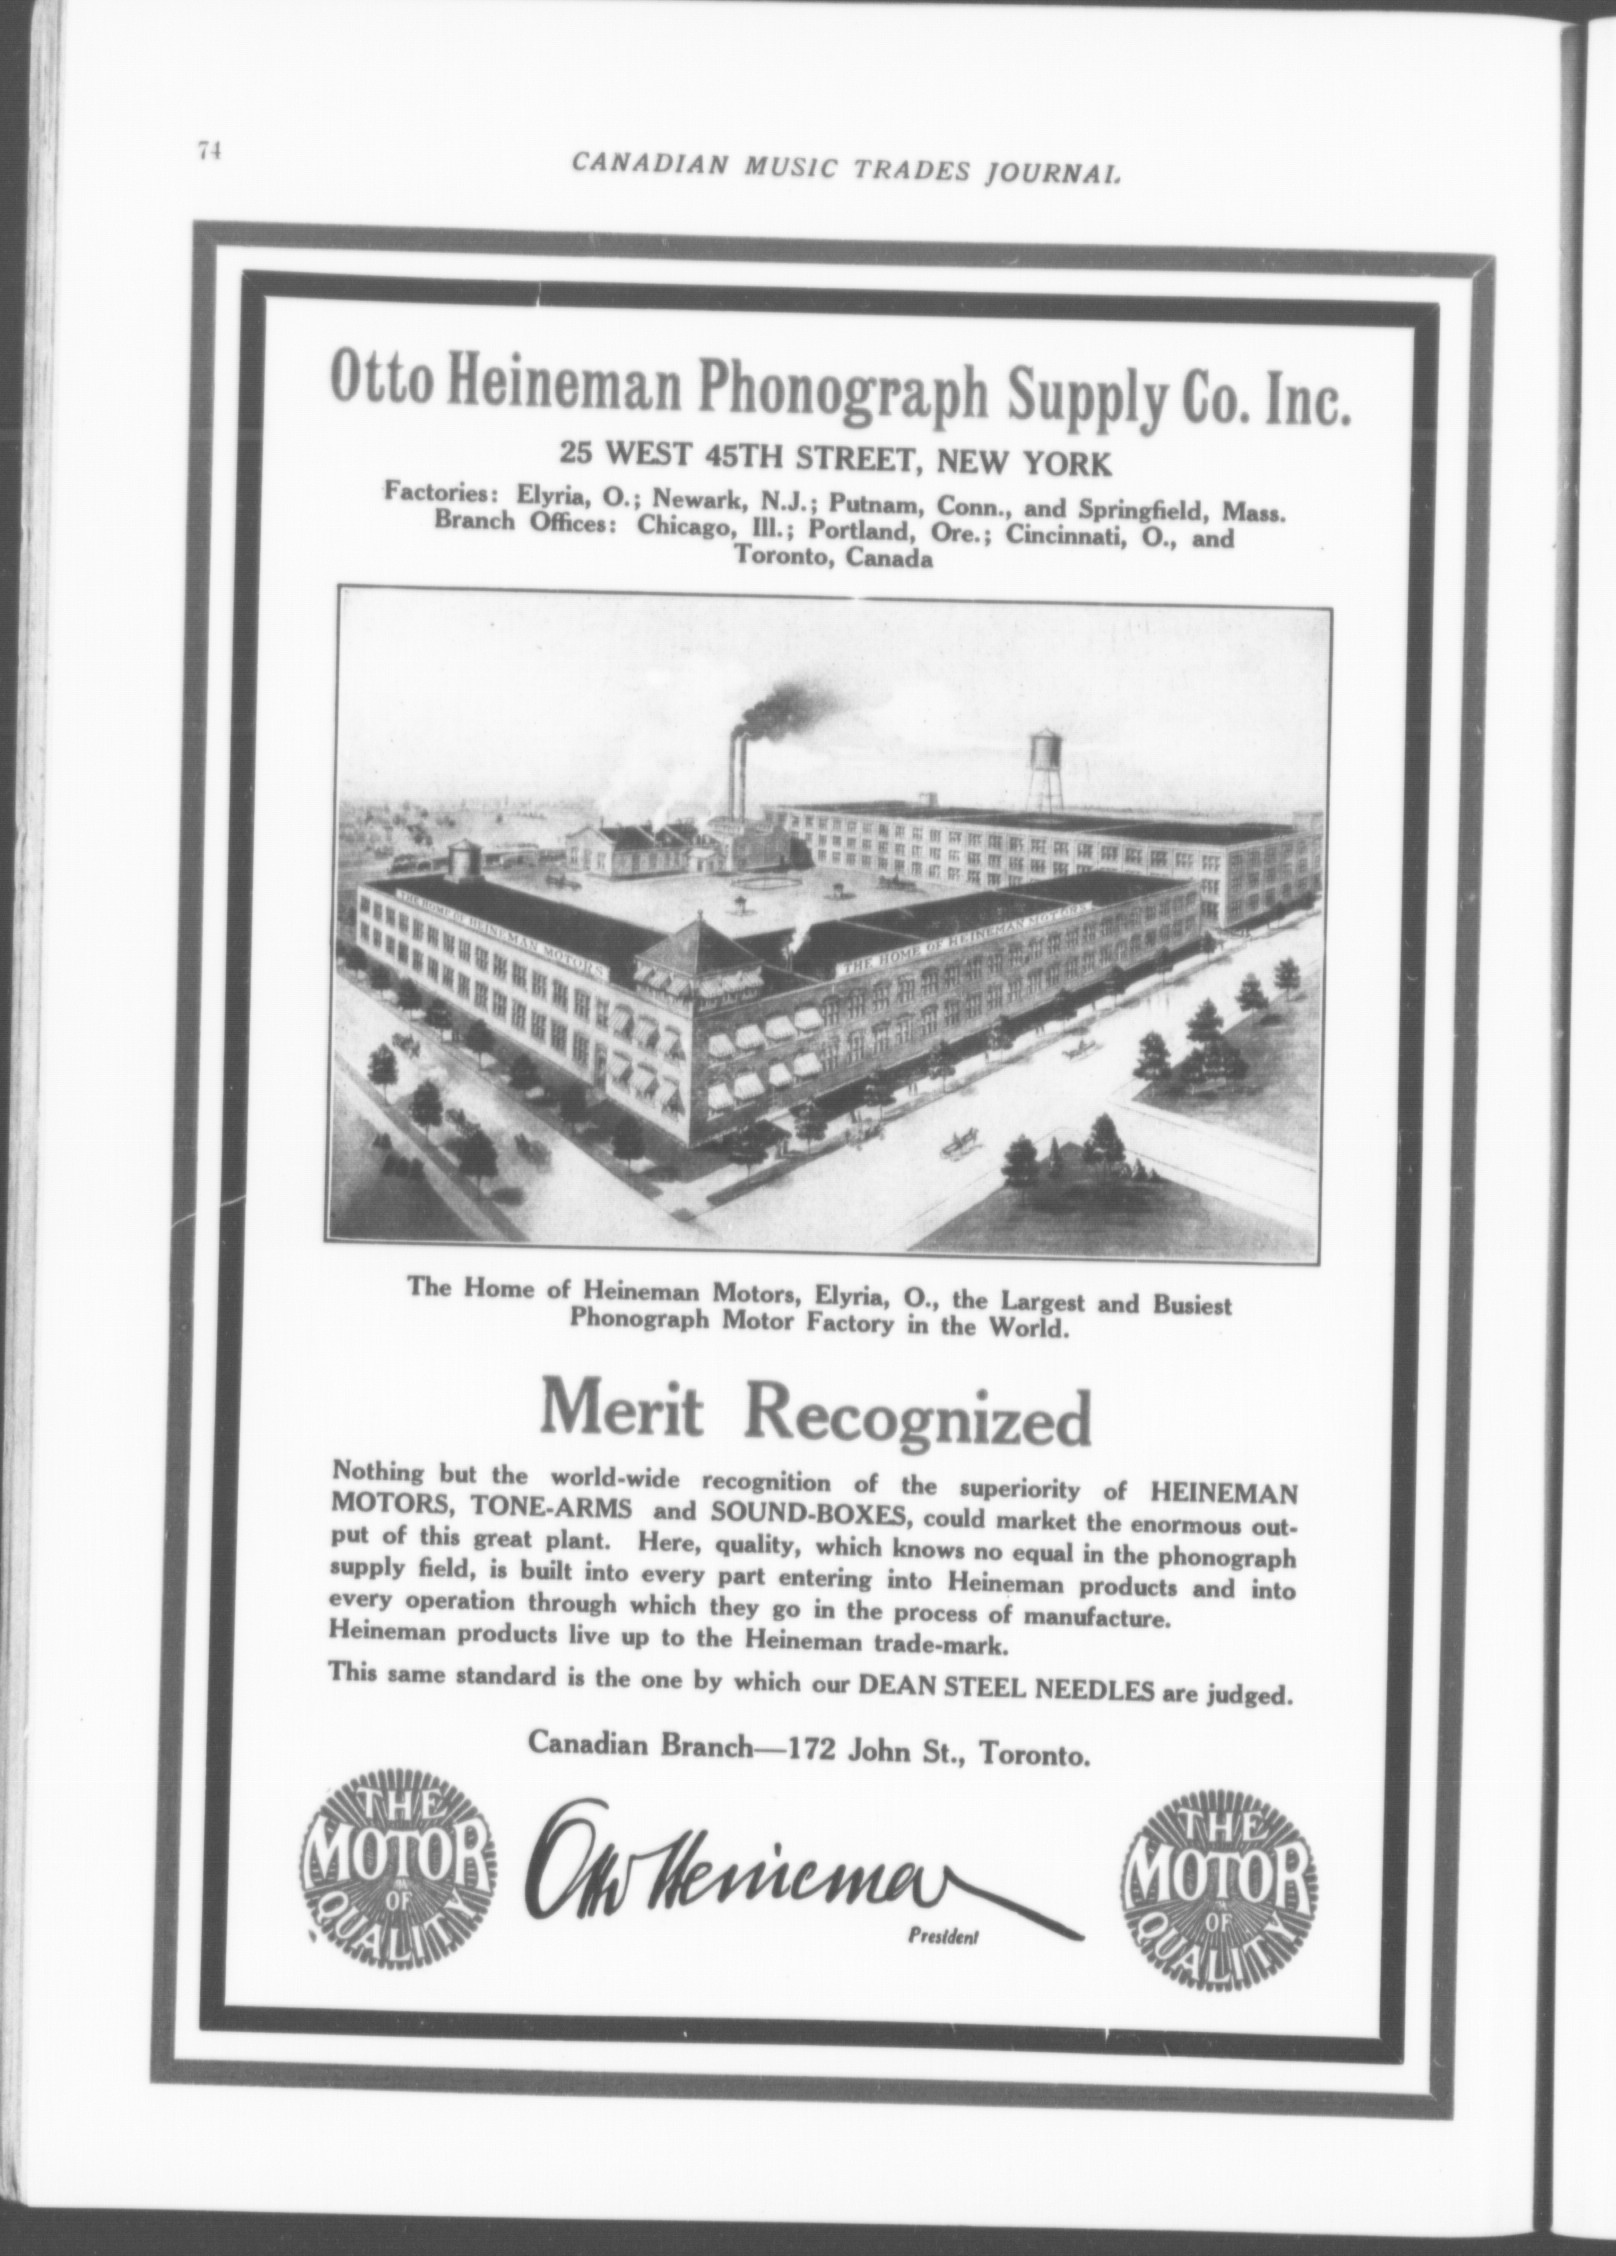 74
CANADIAN MUSIC TRADES JOURNAL
Otto Heineman Phonograph Supply Co. Inc.
25 WEST 45TH STREET, NEW YORK
Factories: Elyria, O.; Newark, N.J.; Putnam, Conn., and Springfield, Mass.
Branch Offices: Chicago, Ill.; Portland, Ore.; Cincinnati, O., and
Toronto, Canada
THE HOME OF HEINEMAN MOTORS
THE HOME OF HEINEMAN MOTORS
The Home of Heineman Motors, Elyria, O., the Largest and Busiest
Phonograph Motor Factory in the World.
Merit Recognized
Nothing but the world-wide recognition of the superiority of HEINEMAN
MOTORS, TONE-ARMS and SOUND-BOXES, could market the enormous out-
put of this great plant. Here, quality, which knows no equal in the phonograph
supply field, is built into every part entering into Heineman products and into
every operation through which they go in the process of manufacture.
Heineman products live up to the Heineman trade-mark.
This same standard is the one by which our DEAN STEEL NEEDLES are judged.
Canadian Branch—172 John St., Toronto.
THE
MOTOR
OF
QUALITY
Otto Heineman
President
THE
MOTOR
OF
QUALITY